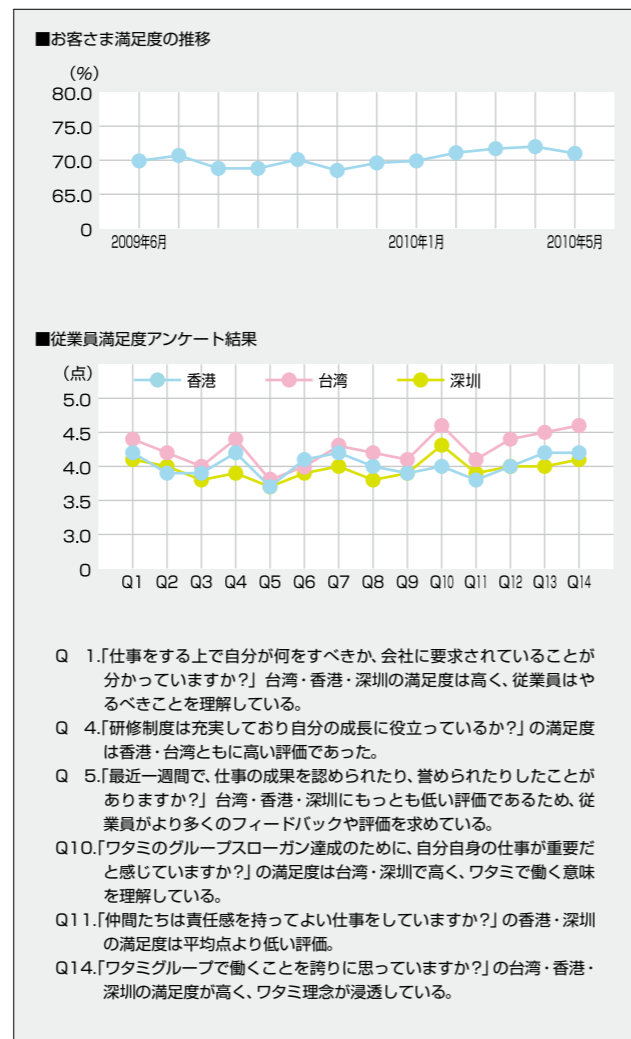 ■お客さま満足度の推移
(%)
80.0
75.0
70.0
65.0
0
2009年6月 2010年1月 2010年5月
■従業員満足度アンケート結果
(点) 香港 台湾 深圳
5.0
4.5
4.0
3.5
3.0
0
Q1 Q2 Q3 Q4 Q5 Q6 Q7 Q8 Q9 Q10 Q11 Q12 Q13 Q14
Q 1.「仕事をする上で自分が何をすべきか、会社に要求されていることが
分かっていますか?」台湾・香港・深圳の満足度は高く、従業員はや
るべきことを理解している。
Q 4.「研修制度は充実しており自分の成長に役立っているか?」の満足度
は香港・台湾ともに高い評価であった。
Q 5.「最近一週間で、仕事の成果を認められたり、誉められたりしたことが
ありますか?」台湾・香港・深圳にもっとも低い評価であるため、従
業員がより多くのフィードバックや評価を求めている。
Q10.「ワタミのグループスローガン達成のために、自分自身の仕事が重要だ
と感じていますか?」の満足度は台湾・深圳で高く、ワタミで働く意味
を理解している。
Q11.「仲間たちは責任感を持ってよい仕事をしていますか?」の香港・深圳
の満足度は平均点より低い評価。
Q14.「ワタミグループで働くことを誇りに思っていますか?」の台湾・香港・
深圳の満足度が高く、ワタミ理念が浸透している。